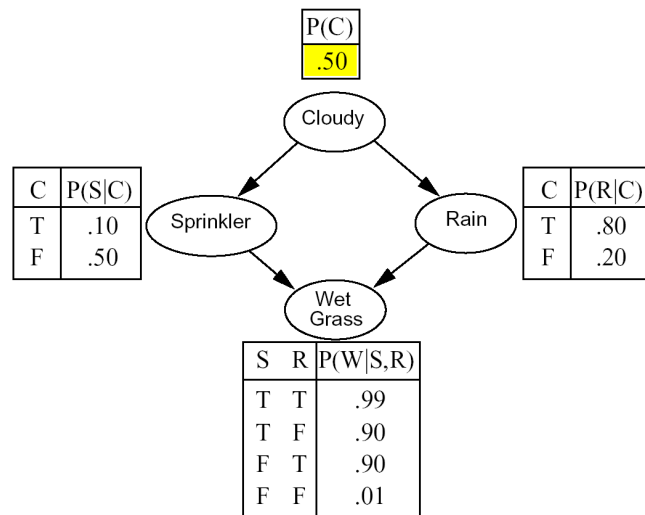 P(C)
.50
Cloudy
C P(S|C)
T .10
F .50
Sprinkler
Rain
C P(R|C)
T .80
F .20
Wet
Grass
S R P(W|S,R)
T T .99
T F .90
F T .90
F F .01